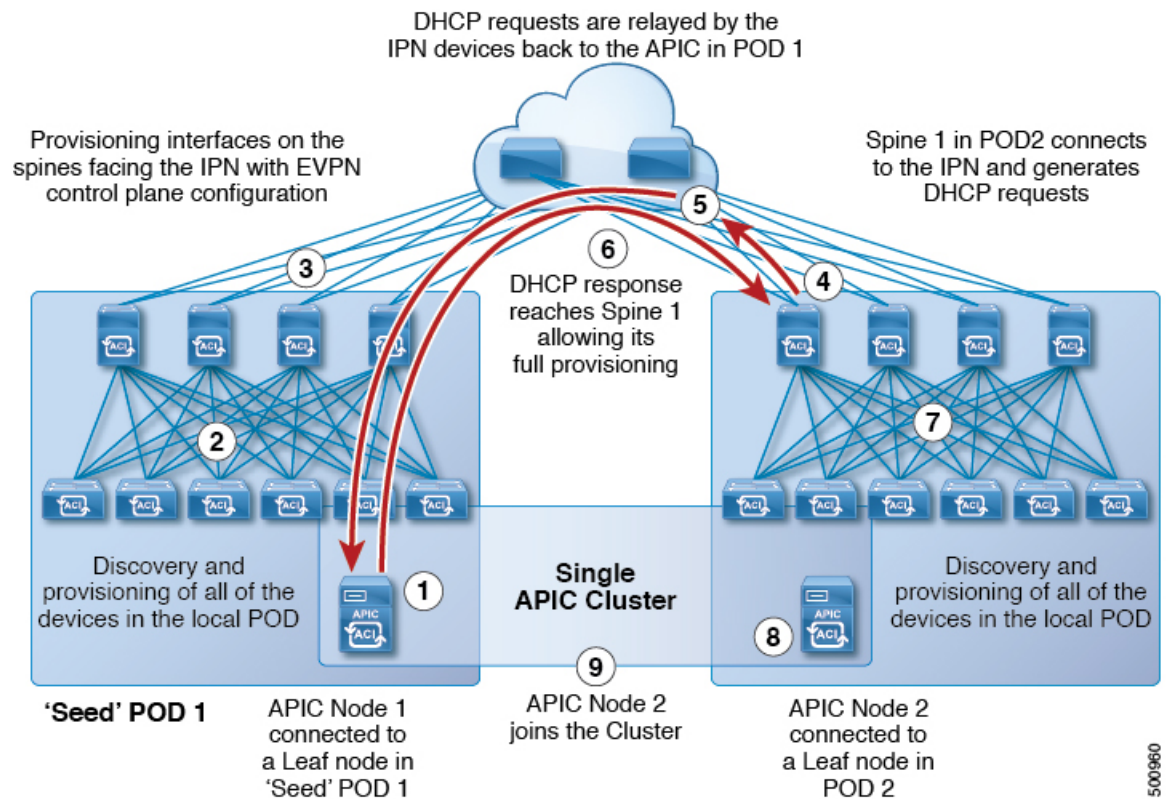 DHCP requests are relayed by the
IPN devices back to the APIC in POD 1
Provisioning interfaces on the
spines facing the IPN with EVPN
control plane configuration
Spine 1 in POD2 connects
to the IPN and generates
DHCP requests
5
3
6
4
DHCP response
reaches Spine 1
allowing its
full provisioning
ACI
ACI
ACI
ACI
ACI
ACI
ACI
ACI
2
7
ACI
ACI
ACI
ACI
ACI
ACI
ACI
ACI
ACI
ACI
ACI
ACI
Discovery and
provisioning of all of the
devices in the local POD
1
APIC
ACI
Single
APIC Cluster
8
APIC
ACI
Discovery and
provisioning of all of the
devices in the local POD
9
'Seed' POD 1
APIC Node 1
connected to
a Leaf node in
'Seed' POD 1
APIC Node 2
joins the Cluster
APIC Node 2
connected to
a Leaf node in
POD 2
500960